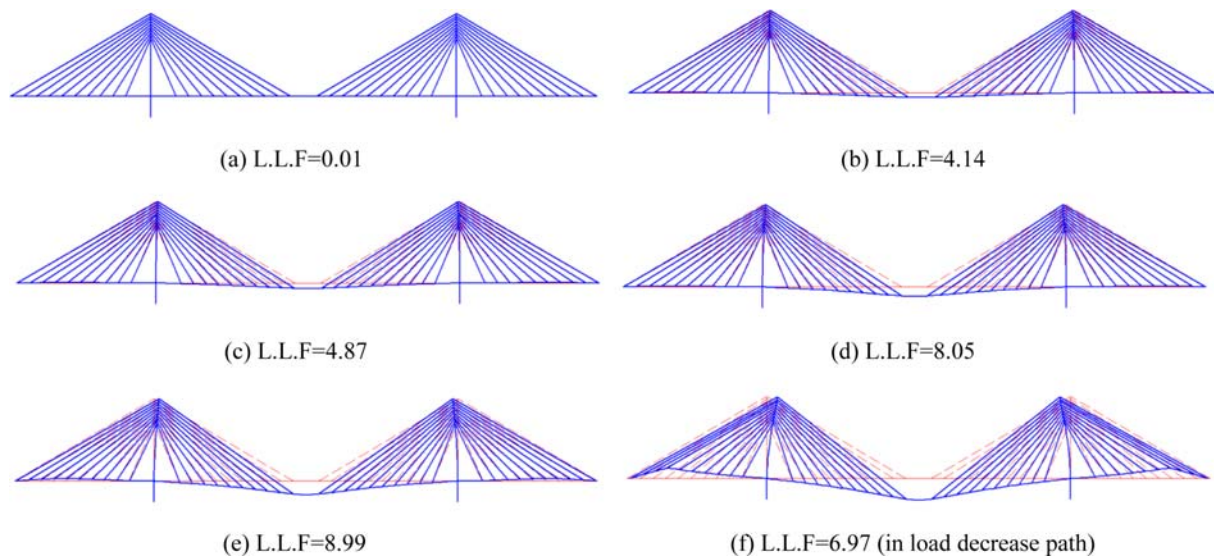 (a) L.L.F=0.01
(b) L.L.F=4.14
(c) L.L.F=4.87
(d) L.L.F=8.05
(e) L.L.F=8.99
(f) L.L.F=6.97 (in load decrease path)